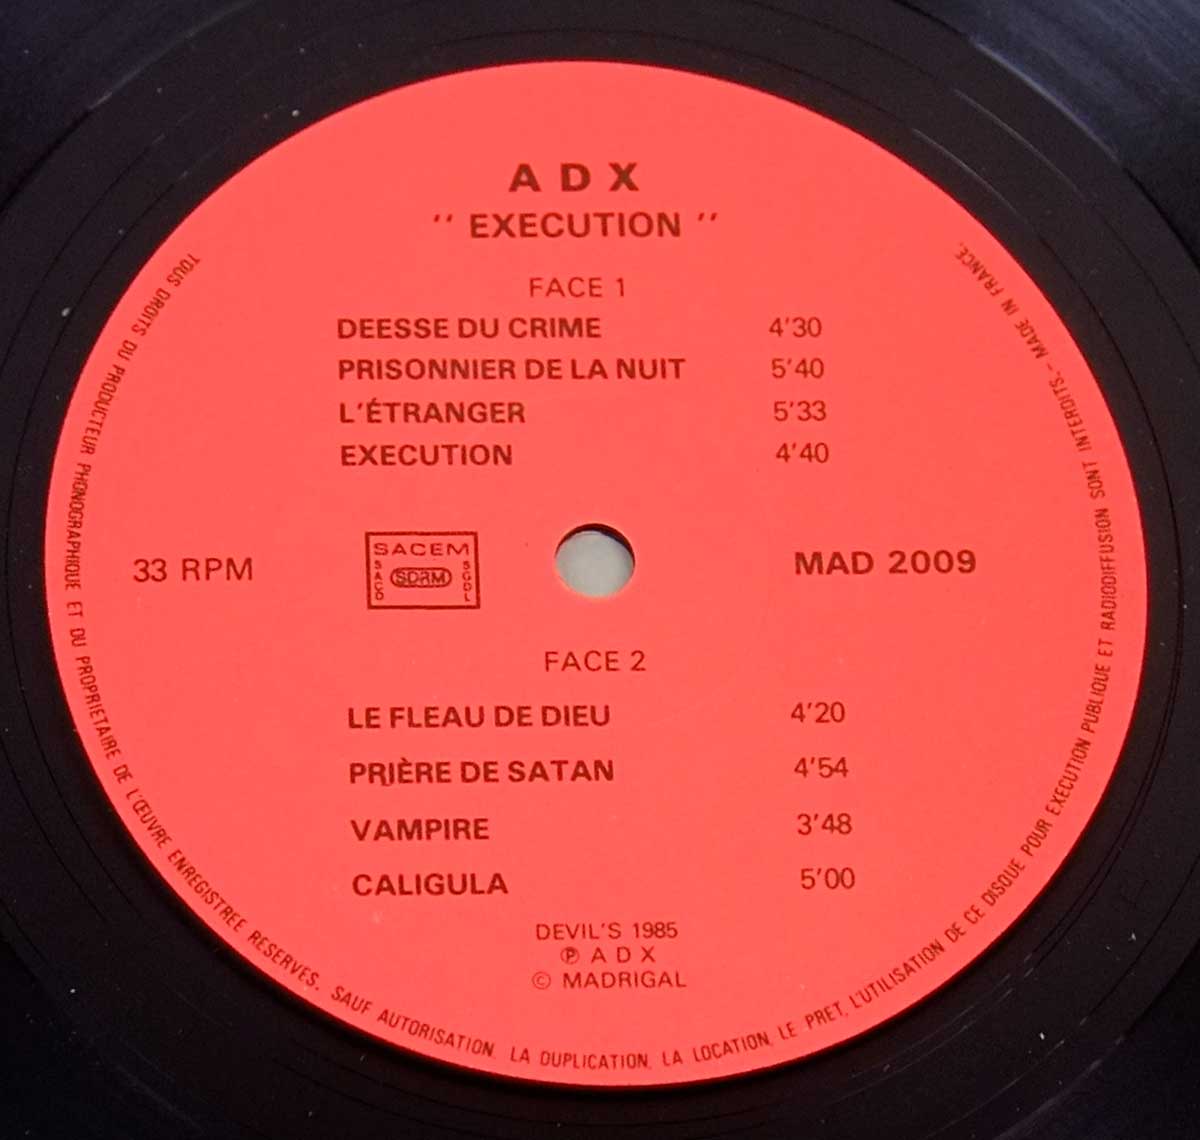 A D X
" EXECUTION "
FACE 1
DEESSE DU CRIME 4'30
PRISONNIER DE LA NUIT 5'40
L'ÉTRANGER 5'33
EXECUTION 4'40
33 RPM
SACEM
SACD SDRM SGDL
MAD 2009
FACE 2
LE FLEAU DE DIEU 4'20
PRIÈRE DE SATAN 4'54
VAMPIRE 3'48
CALIGULA 5'00
DEVIL'S 1985
℗ A D X
© MADRIGAL
TOUS DROITS DU PRODUCTEUR PHONOGRAPHIQUE ET DU PROPRIETAIRE DE L'ŒUVRE ENREGISTREE RESERVES. SAUF AUTORISATION, LA DUPLICATION, LA LOCATION, LE PRET, L'UTILISATION DE CE DISQUE POUR EXECUTION PUBLIQUE ET RADIODIFFUSION SONT INTERDITS. - MADE IN FRANCE.